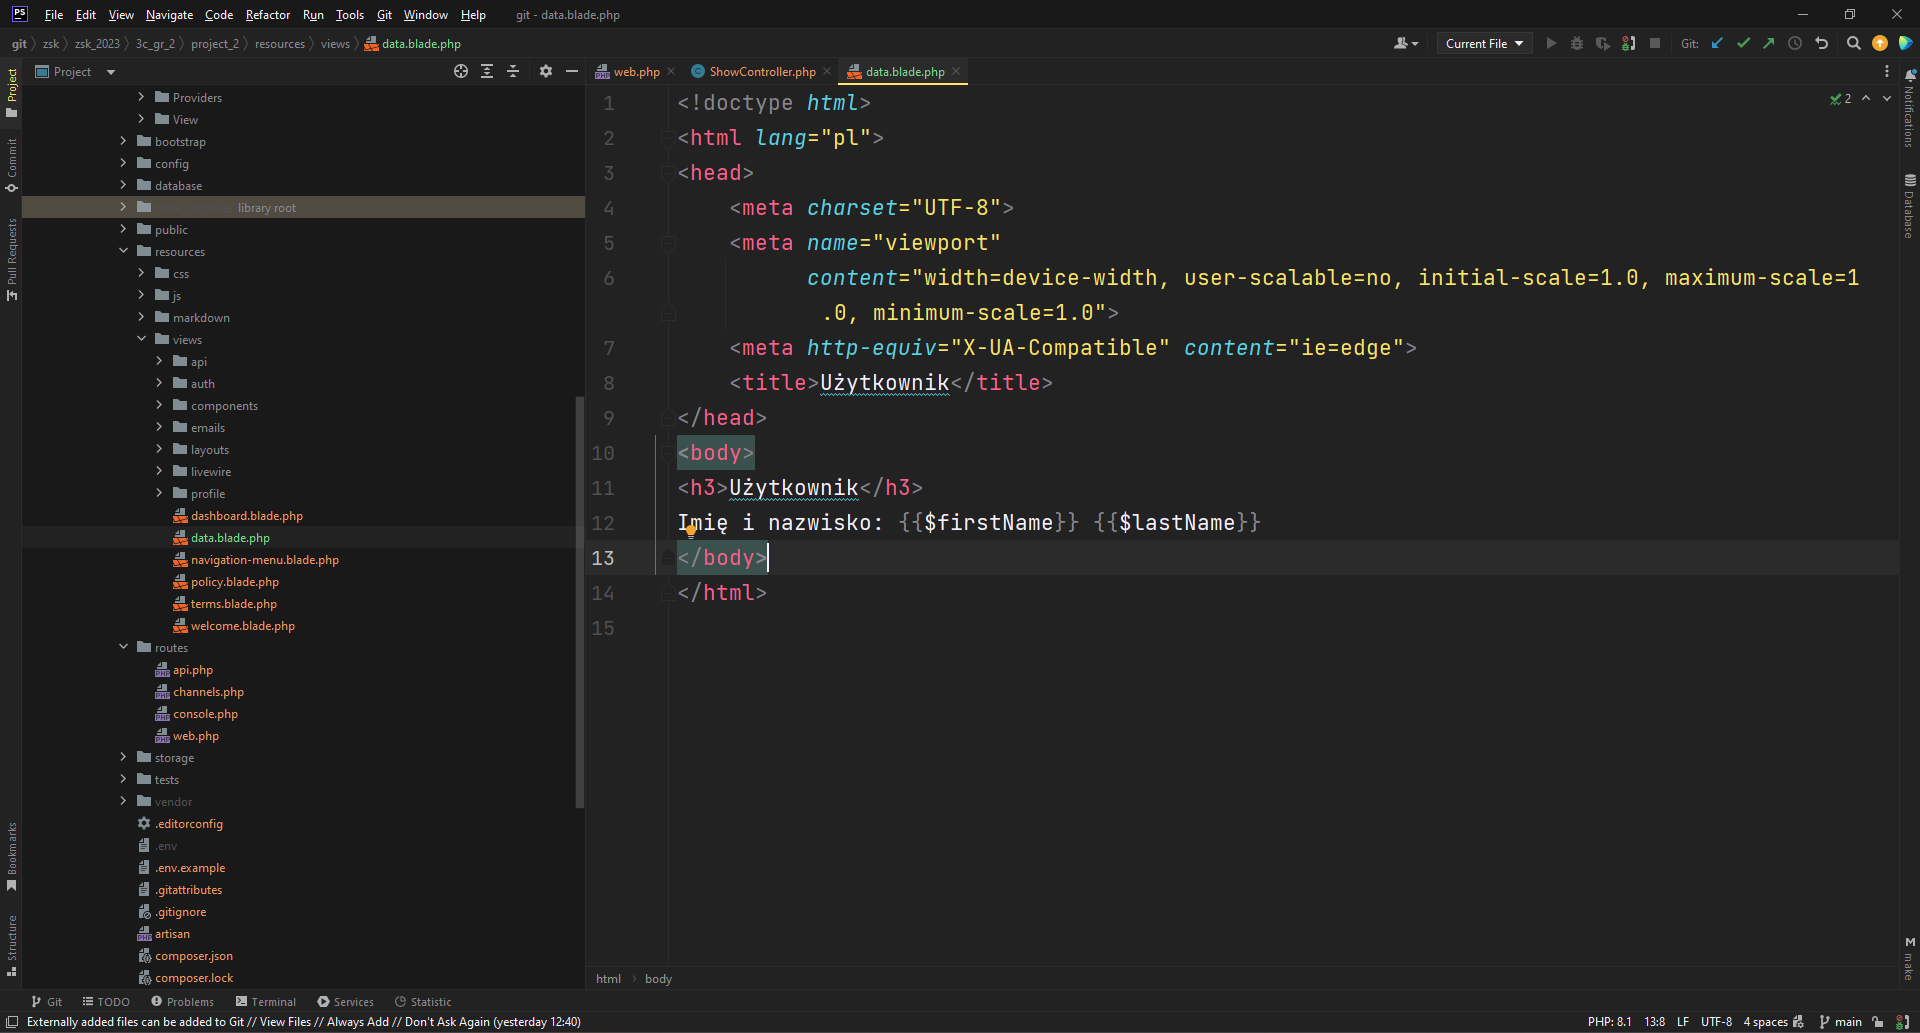 PS File Edit View Navigate Code Refactor Run Tools Git Window Help git - data.blade.php
git zsk zsk_2023 3c_gr_2 project_2 resources views data.blade.php Current File Git:
Project web.php ShowController.php data.blade.php
Project
Commit
Pull Requests
Bookmarks
Structure
Providers
View
bootstrap
config
database
library root
public
resources
css
js
markdown
views
api
auth
components
emails
layouts
livewire
profile
dashboard.blade.php
data.blade.php
navigation-menu.blade.php
policy.blade.php
terms.blade.php
welcome.blade.php
routes
api.php
channels.php
console.php
web.php
storage
tests
vendor
.editorconfig
.env
.env.example
.gitattributes
.gitignore
artisan
composer.json
composer.lock
1 <!doctype html>
2 <html lang="pl">
3 <head>
4 <meta charset="UTF-8">
5 <meta name="viewport"
6 content="width=device-width, user-scalable=no, initial-scale=1.0, maximum-scale=1
.0, minimum-scale=1.0">
7 <meta http-equiv="X-UA-Compatible" content="ie=edge">
8 <title>Użytkownik</title>
9 </head>
10 <body>
11 <h3>Użytkownik</h3>
12 Imię i nazwisko: {{$firstName}} {{$lastName}}
13 </body>
14 </html>
15
2
Notifications
Database
make
html body
Git TODO Problems Terminal Services Statistic
Externally added files can be added to Git // View Files // Always Add // Don't Ask Again (yesterday 12:40) PHP: 8.1 13:8 LF UTF-8 4 spaces main